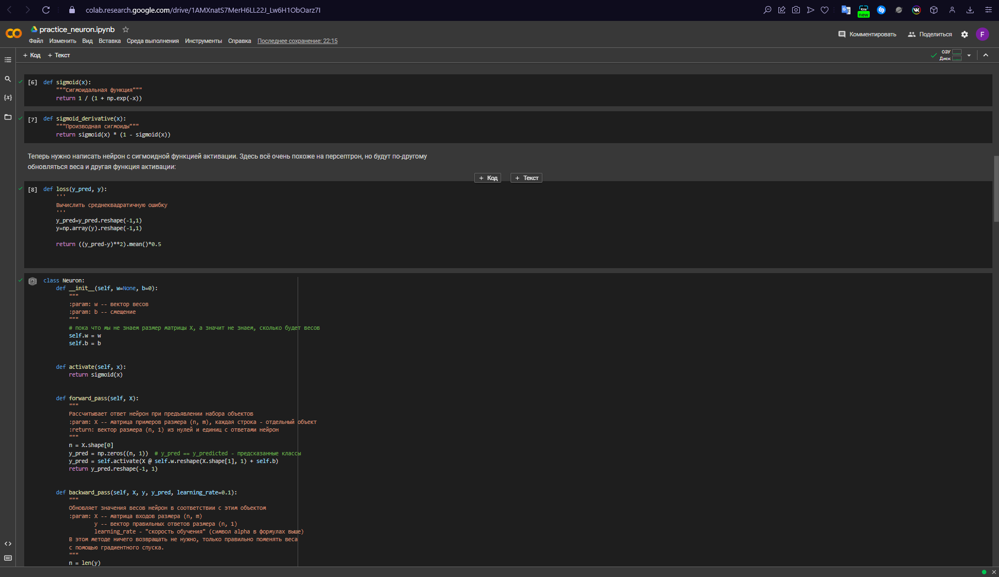 colab.research.google.com/drive/1AMXnatS7MerH6LL22J_Lw6H1ObOarz7I
new
practice_neuron.ipynb
Файл Изменить Вид Вставка Среда выполнения Инструменты Справка Последнее сохранение: 22:15
Комментировать Поделиться F
+ Код + Текст
ОЗУ
Диск
[6] def sigmoid(x):
"""Сигмоидальная функция"""
return 1 / (1 + np.exp(-x))
[7] def sigmoid_derivative(x):
"""Производная сигмоиды"""
return sigmoid(x) * (1 - sigmoid(x))
Теперь нужно написать нейрон с сигмоидной функцией активации. Здесь всё очень похоже на персептрон, но будут по-другому
обновляться веса и другая функция активации:
+ Код + Текст
[8] def loss(y_pred, y):
'''
Вычислить среднеквадратичную ошибку
'''
y_pred=y_pred.reshape(-1,1)
y=np.array(y).reshape(-1,1)
return ((y_pred-y)**2).mean()*0.5
class Neuron:
def __init__(self, w=None, b=0):
"""
:param: w -- вектор весов
:param: b -- смещение
"""
# пока что мы не знаем размер матрицы X, а значит не знаем, сколько будет весов
self.w = w
self.b = b
def activate(self, x):
return sigmoid(x)
def forward_pass(self, X):
"""
Рассчитывает ответ нейрон при предъявлении набора объектов
:param: X -- матрица примеров размера (n, m), каждая строка - отдельный объект
:return: вектор размера (n, 1) из нулей и единиц с ответами нейрон
"""
n = X.shape[0]
y_pred = np.zeros((n, 1))  # y_pred == y_predicted - предсказанные классы
y_pred = self.activate(X @ self.w.reshape(X.shape[1], 1) + self.b)
return y_pred.reshape(-1, 1)
def backward_pass(self, X, y, y_pred, learning_rate=0.1):
"""
Обновляет значения весов нейрон в соответствии с этим объектом
:param: X -- матрица входов размера (n, m)
y -- вектор правильных ответов размера (n, 1)
learning_rate - "скорость обучения" (символ alpha в формулах выше)
В этом методе ничего возвращать не нужно, только правильно поменять веса
с помощью градиентного спуска.
"""
n = len(y)